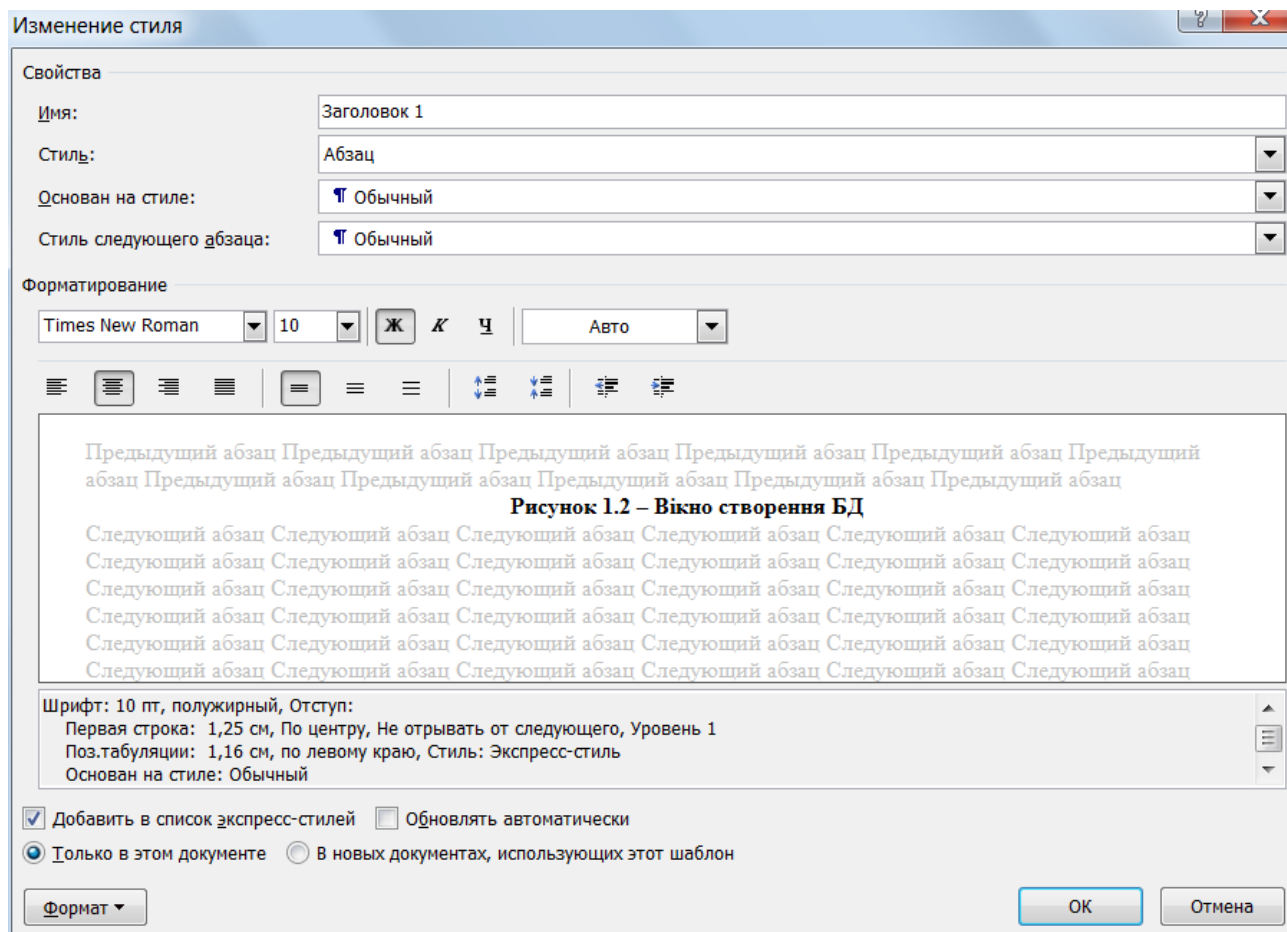 Изменение стиля
Свойства
Имя: Заголовок 1
Стиль: Абзац
Основан на стиле: ¶ Обычный
Стиль следующего абзаца: ¶ Обычный
Форматирование
Times New Roman 10 Ж К Ч Авто
Предыдущий абзац Предыдущий абзац Предыдущий абзац Предыдущий абзац Предыдущий абзац Предыдущий
абзац Предыдущий абзац Предыдущий абзац Предыдущий абзац Предыдущий абзац Предыдущий абзац
Рисунок 1.2 – Вікно створення БД
Следующий абзац Следующий абзац Следующий абзац Следующий абзац Следующий абзац Следующий абзац
Следующий абзац Следующий абзац Следующий абзац Следующий абзац Следующий абзац Следующий абзац
Следующий абзац Следующий абзац Следующий абзац Следующий абзац Следующий абзац Следующий абзац
Следующий абзац Следующий абзац Следующий абзац Следующий абзац Следующий абзац Следующий абзац
Следующий абзац Следующий абзац Следующий абзац Следующий абзац Следующий абзац Следующий абзац
Следующий абзац Следующий абзац Следующий абзац Следующий абзац Следующий абзац Следующий абзац
Шрифт: 10 пт, полужирный, Отступ:
Первая строка: 1,25 см, По центру, Не отрывать от следующего, Уровень 1
Поз.табуляции: 1,16 см, по левому краю, Стиль: Экспресс-стиль
Основан на стиле: Обычный
Добавить в список экспресс-стилей Обновлять автоматически
Только в этом документе В новых документах, использующих этот шаблон
Формат ОК Отмена